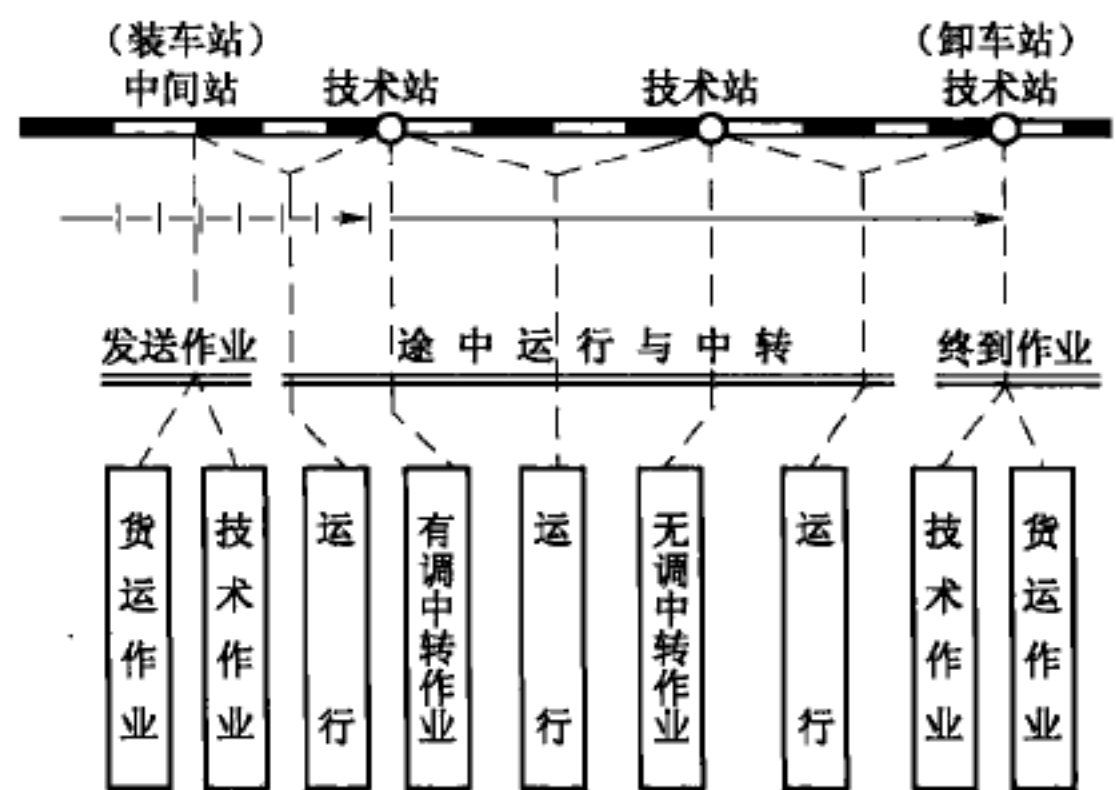 （装车站）
中间站
技术站
技术站
（卸车站）
技术站
发送作业
途中运行与中转
终到作业
货运作业
技术作业
运行
有调中转作业
运行
无调中转作业
运行
技术作业
货运作业